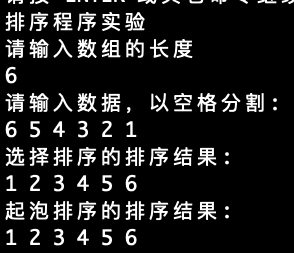 排序程序实验
请输入数组的长度
6
请输入数据，以空格分割：
6 5 4 3 2 1
选择排序的排序结果：
1 2 3 4 5 6
起泡排序的排序结果：
1 2 3 4 5 6